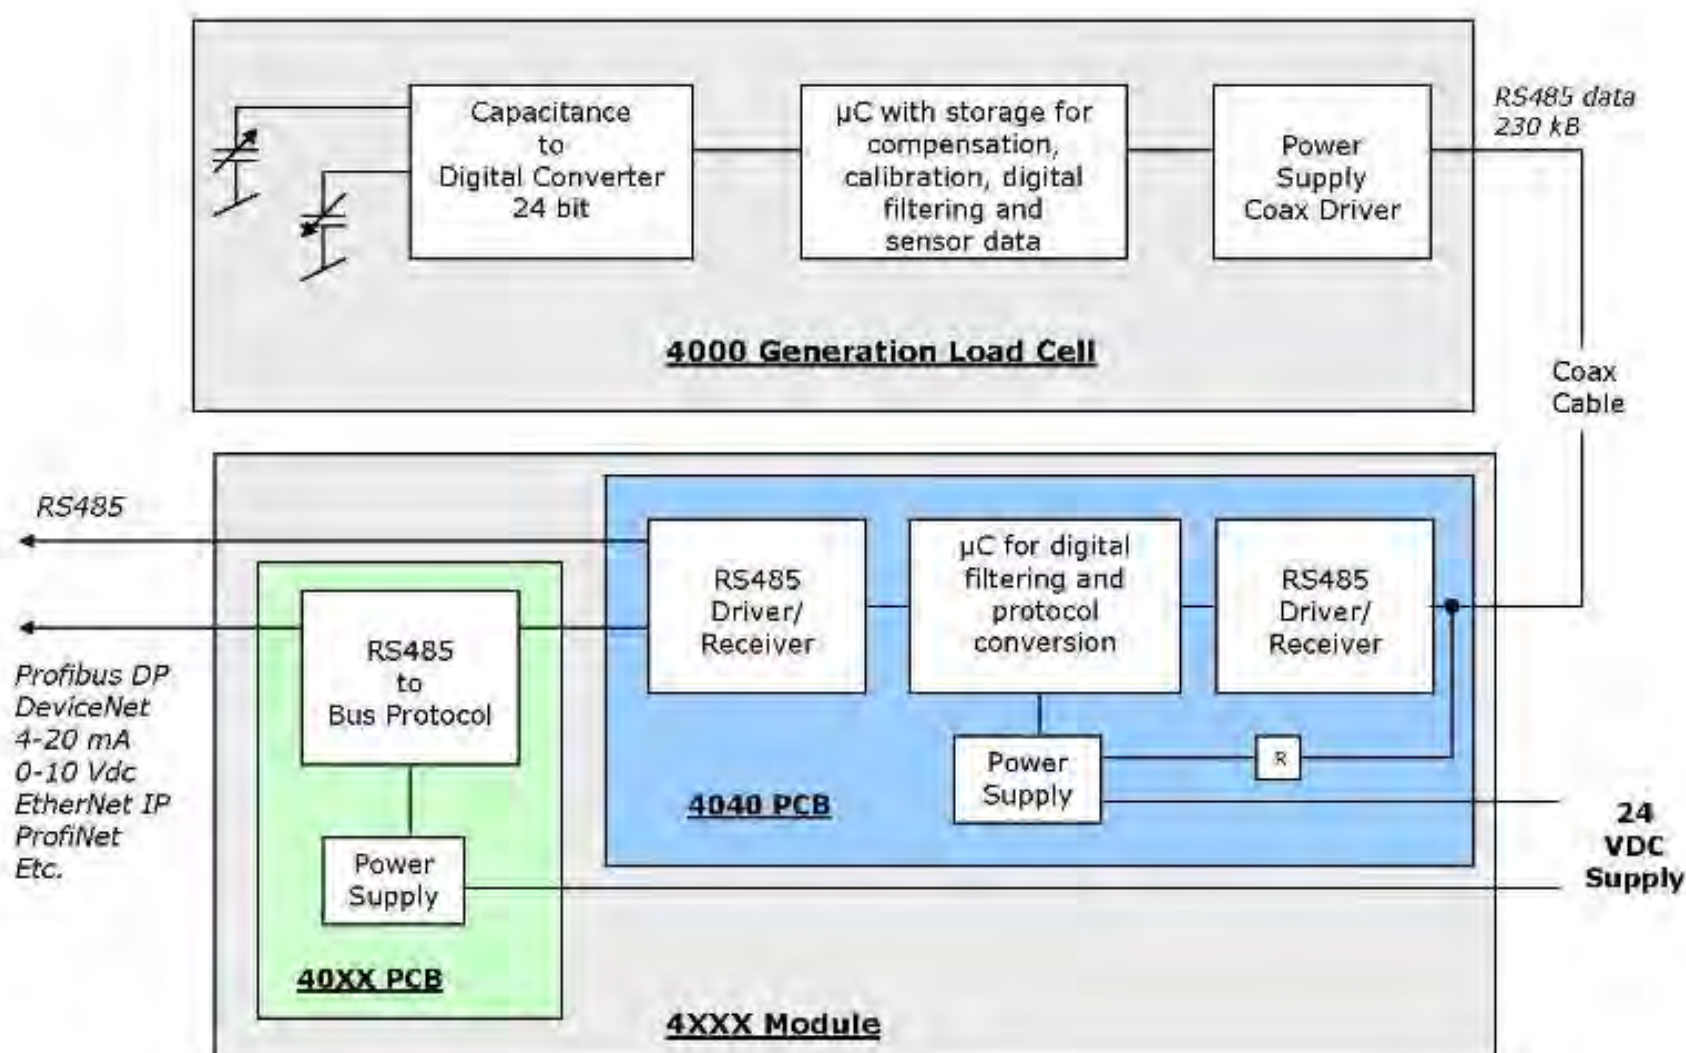 Capacitance
to
Digital Converter
24 bit
µC with storage for
compensation,
calibration, digital
filtering and
sensor data
Power
Supply
Coax Driver
RS485 data
230 kB
4000 Generation Load Cell
Coax
Cable
RS485
RS485
Driver/
Receiver
µC for digital
filtering and
protocol
conversion
RS485
Driver/
Receiver
RS485
to
Bus Protocol
Profibus DP
DeviceNet
4-20 mA
0-10 Vdc
EtherNet IP
ProfiNet
Etc.
Power
Supply
R
4040 PCB
24
VDC
Supply
Power
Supply
40XX PCB
4XXX Module